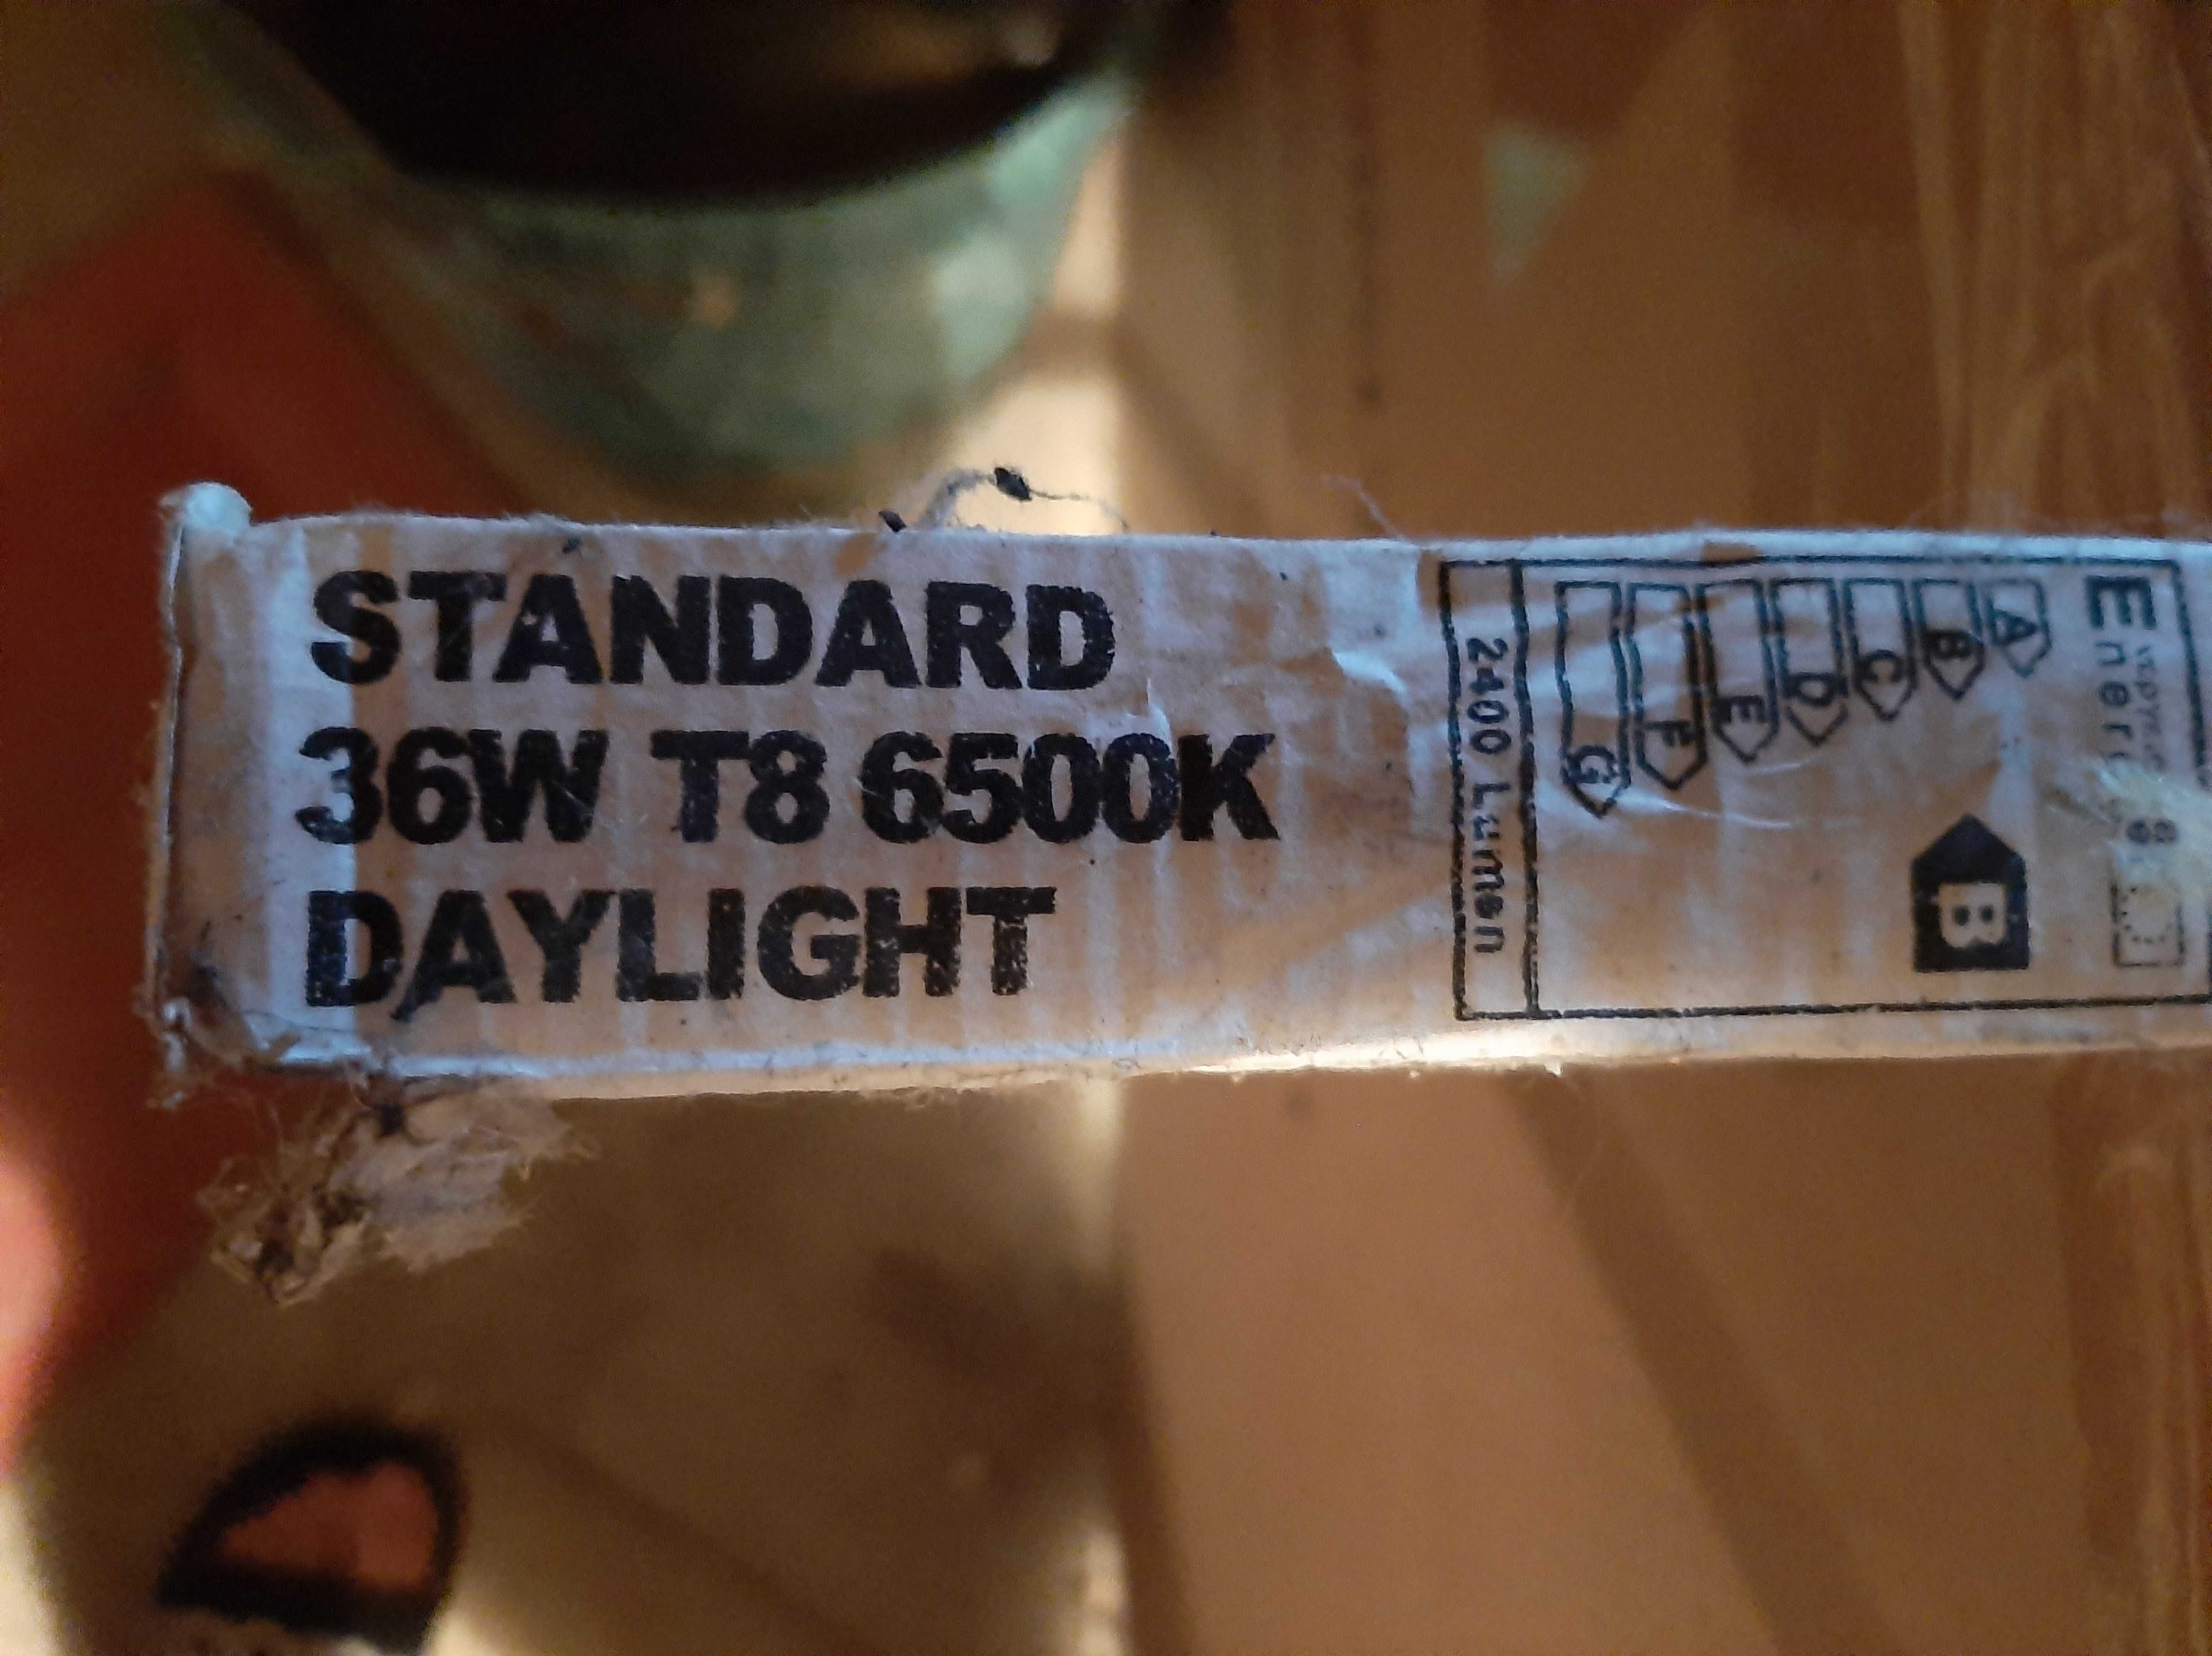 STANDARD
36W T8 6500K
DAYLIGHT
A
B
C
D
E
F
G
B
2400 Lumen